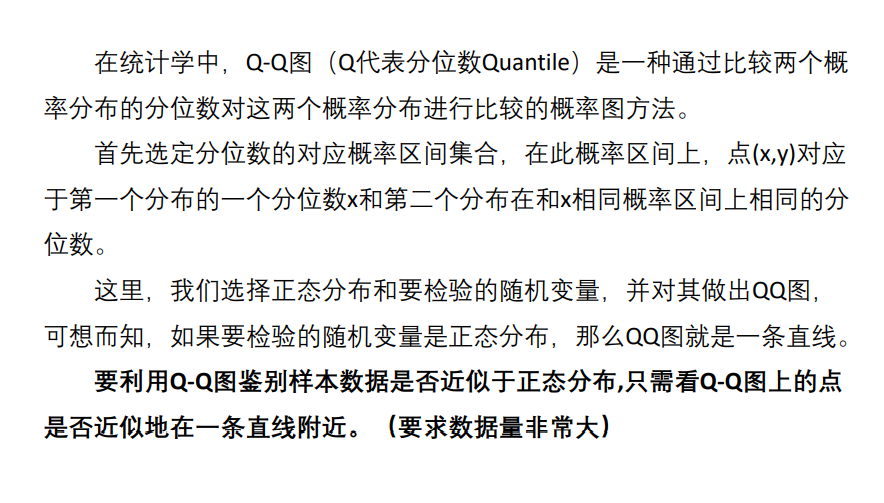 在统计学中，Q-Q图（Q代表分位数Quantile）是一种通过比较两个概
率分布的分位数对这两个概率分布进行比较的概率图方法。
首先选定分位数的对应概率区间集合，在此概率区间上，点(x,y)对应
于第一个分布的一个分位数x和第二个分布在和x相同概率区间上相同的分
位数。
这里，我们选择正态分布和要检验的随机变量，并对其做出QQ图，
可想而知，如果要检验的随机变量是正态分布，那么QQ图就是一条直线。
要利用Q-Q图鉴别样本数据是否近似于正态分布,只需看Q-Q图上的点
是否近似地在一条直线附近。（要求数据量非常大）